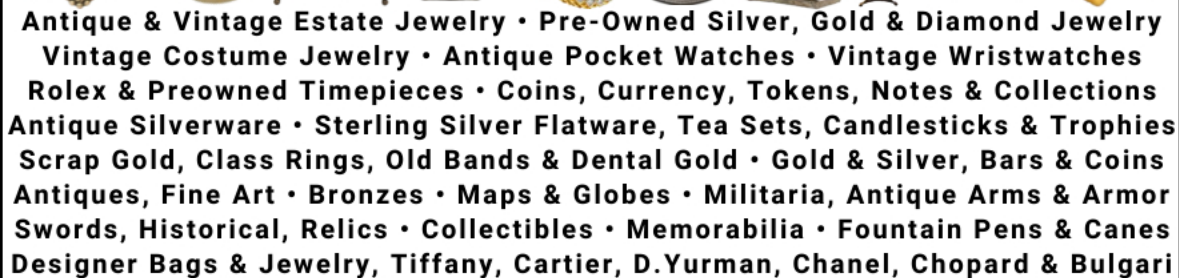 Antique & Vintage Estate Jewelry • Pre-Owned Silver, Gold & Diamond Jewelry
Vintage Costume Jewelry • Antique Pocket Watches • Vintage Wristwatches
Rolex & Preowned Timepieces • Coins, Currency, Tokens, Notes & Collections
Antique Silverware • Sterling Silver Flatware, Tea Sets, Candlesticks & Trophies
Scrap Gold, Class Rings, Old Bands & Dental Gold • Gold & Silver, Bars & Coins
Antiques, Fine Art • Bronzes • Maps & Globes • Militaria, Antique Arms & Armor
Swords, Historical, Relics • Collectibles • Memorabilia • Fountain Pens & Canes
Designer Bags & Jewelry, Tiffany, Cartier, D.Yurman, Chanel, Chopard & Bulgari